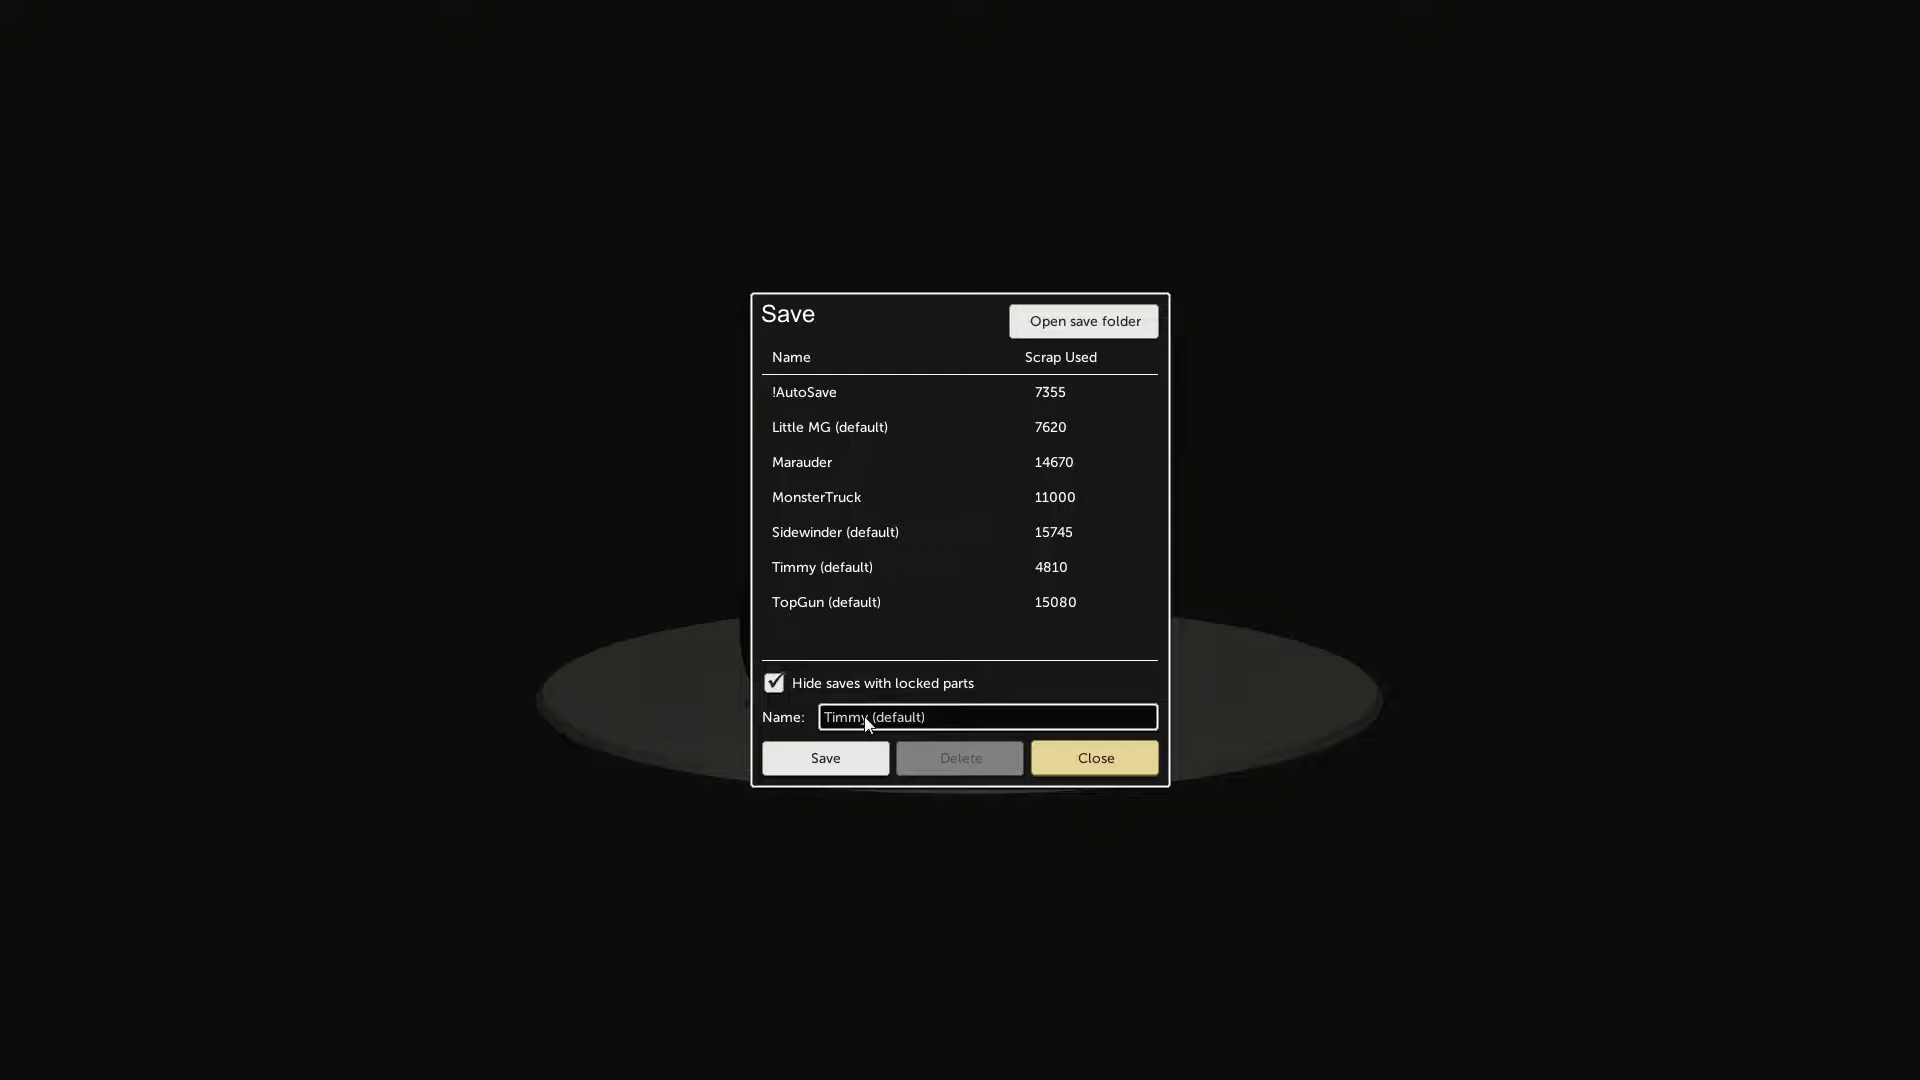 Save
Open save folder
Name Scrap Used
!AutoSave 7355
Little MG (default) 7620
Marauder 14670
MonsterTruck 11000
Sidewinder (default) 15745
Timmy (default) 4810
TopGun (default) 15080
Hide saves with locked parts
Name: Timmy (default)
Save Delete Close